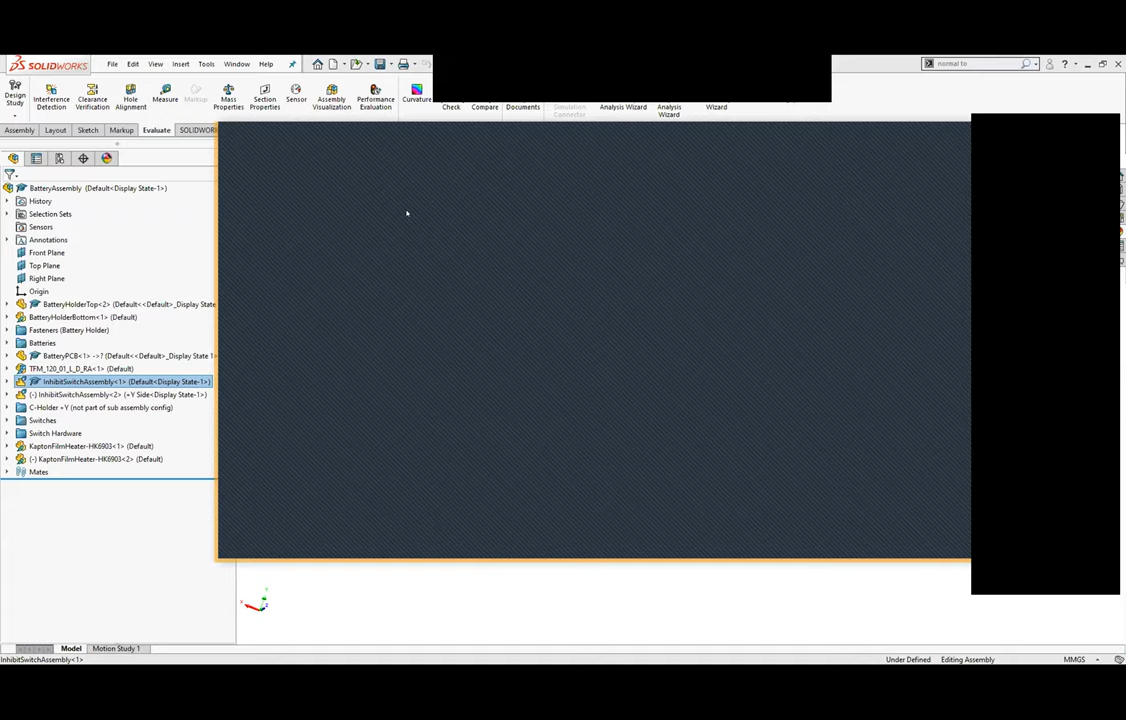 SOLIDWORKS File Edit View Insert Tools Window Help normal to
Design Study Interference Detection Clearance Verification Hole Alignment Measure Markup Mass Properties Section Properties Sensor Assembly Visualization Performance Evaluation Curvature Check Compare Documents Simulation Connector Analysis Wizard Analysis Wizard Wizard
Assembly Layout Sketch Markup Evaluate SOLIDWOR
BatteryAssembly (Default<Display State-1>)
History
Selection Sets
Sensors
Annotations
Front Plane
Top Plane
Right Plane
Origin
BatteryHolderTop<2> (Default<<Default>_Display State
BatteryHolderBottom<1> (Default)
Fasteners (Battery Holder)
Batteries
BatteryPCB<1> ->? (Default<<Default>_Display State 1>
TFM_120_01_L_D_RA<1> (Default)
InhibitSwitchAssembly<1> (Default<Display State-1>)
(-) InhibitSwitchAssembly<2> (+Y Side<Display State-1>)
C-Holder +Y (not part of sub assembly config)
Switches
Switch Hardware
KaptonFilmHeater-HK6903<1> (Default)
(-) KaptonFilmHeater-HK6903<2> (Default)
Mates
Model Motion Study 1
InhibitSwitchAssembly<1> Under Defined Editing Assembly MMGS